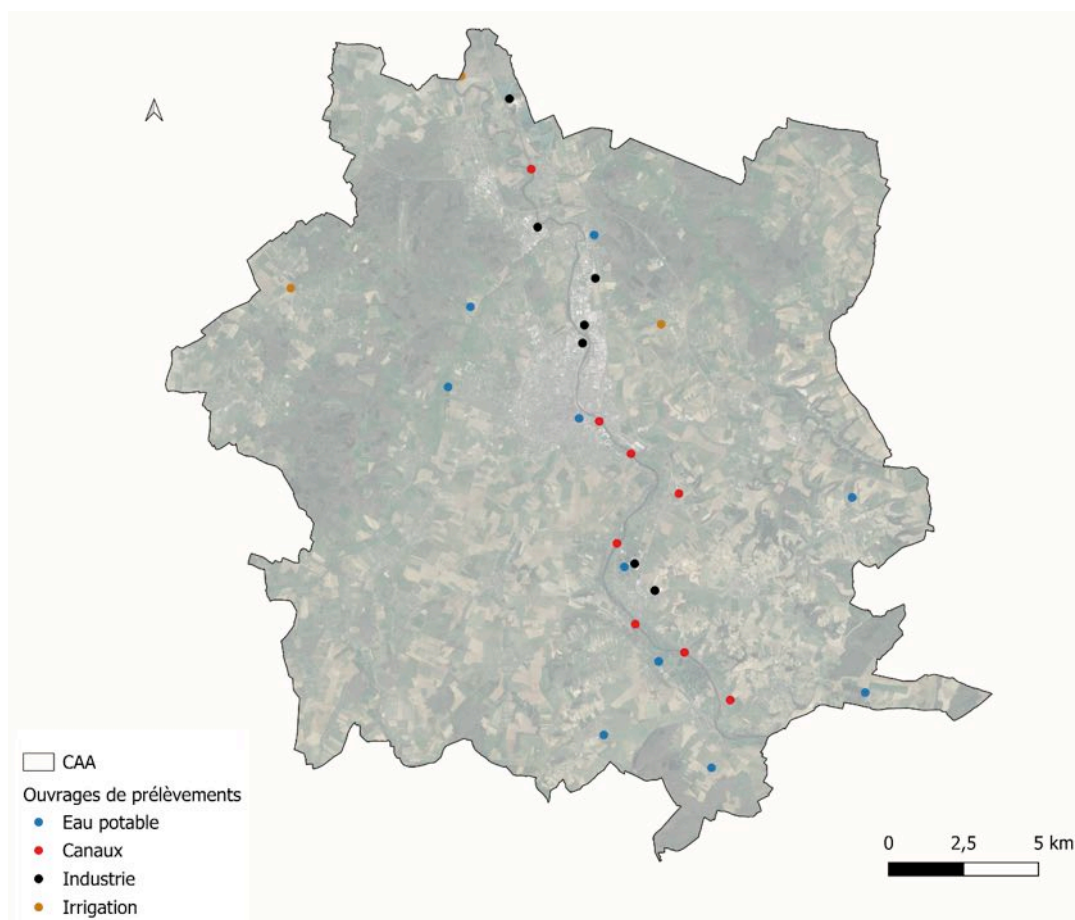 CAA
Ouvrages de prélèvements
Eau potable
Canaux
Industrie
Irrigation
0 2,5 5 km